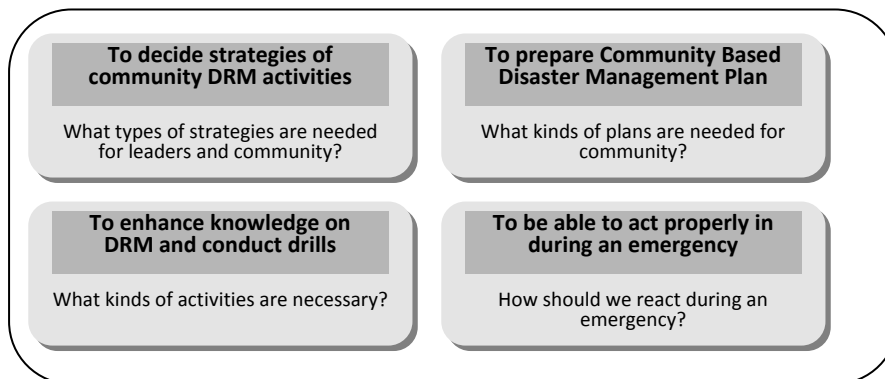 To decide strategies of
community DRM activities
What types of strategies are needed
for leaders and community?
To prepare Community Based
Disaster Management Plan
What kinds of plans are needed for
community?
To enhance knowledge on
DRM and conduct drills
What kinds of activities are necessary?
To be able to act properly in
during an emergency
How should we react during an
emergency?